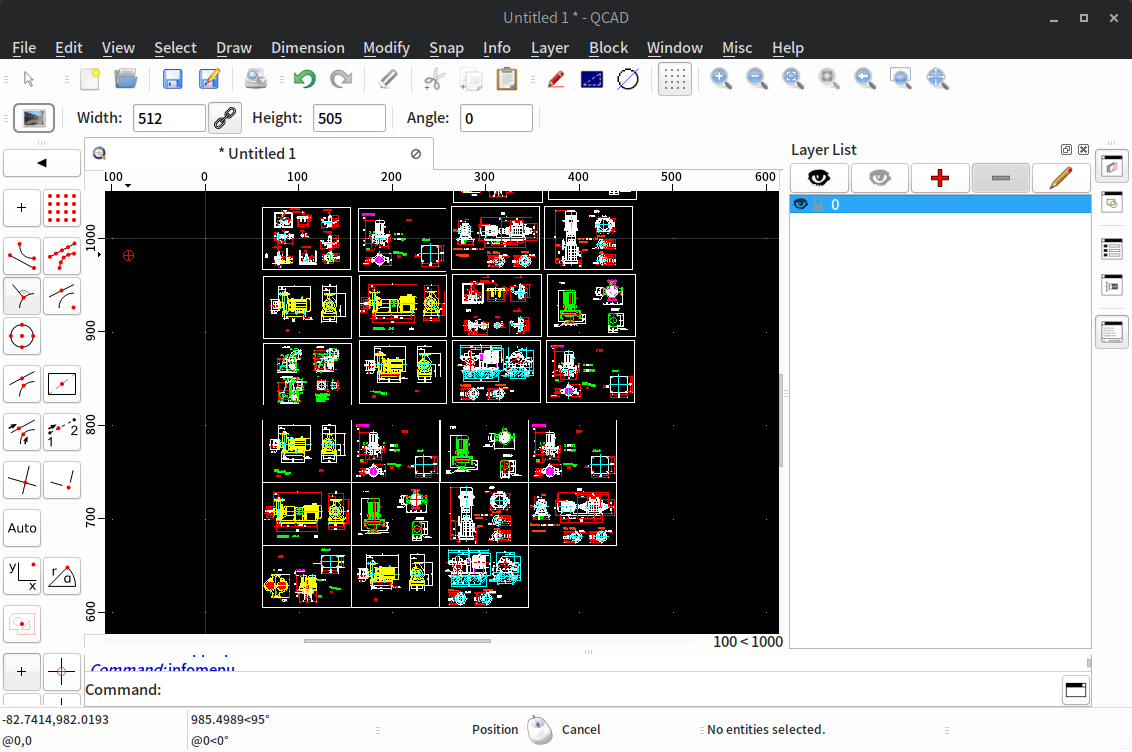 Untitled 1 * - QCAD
File Edit View Select Draw Dimension Modify Snap Info Layer Block Window Misc Help
Width: 512 Height: 505 Angle: 0
* Untitled 1
Layer List
100 0 100 200 300 400 500 600
0
1000
900
800
700
600
1 2
Auto
y x r a
100 < 1000
Command: infomenu
Command:
-82.7414,982.0193
@0,0
985.4989<95°
@0<0°
Position Cancel
No entities selected.